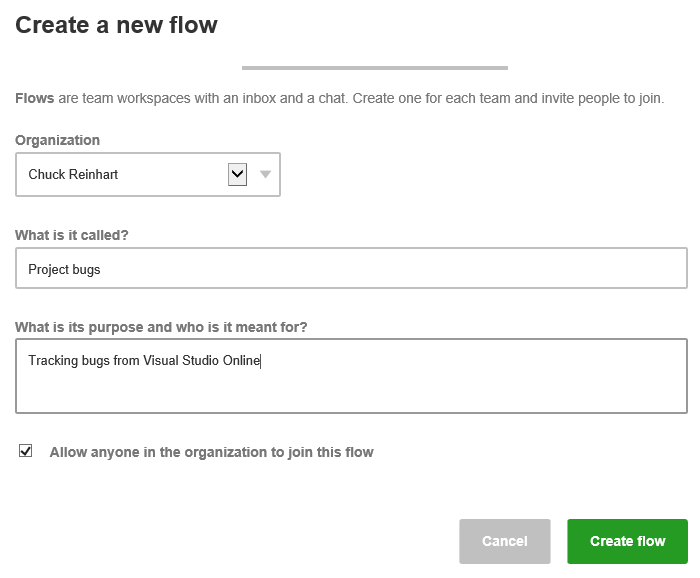 Create a new flow
Flows are team workspaces with an inbox and a chat. Create one for each team and invite people to join.
Organization
Chuck Reinhart
What is it called?
Project bugs
What is its purpose and who is it meant for?
Tracking bugs from Visual Studio Online
Allow anyone in the organization to join this flow
Cancel
Create flow